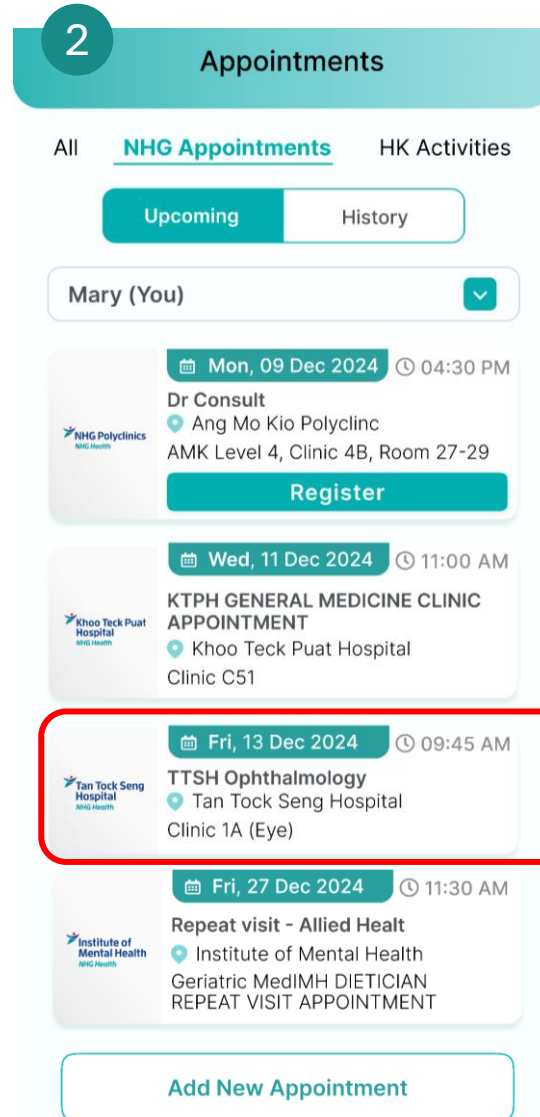 2
Appointments
All NHG Appointments HK Activities
Upcoming History
Mary (You)
Mon, 09 Dec 2024 04:30 PM
Dr Consult
NHG Polyclinics
NHG Health
Ang Mo Kio Polyclinc
AMK Level 4, Clinic 4B, Room 27-29
Register
Wed, 11 Dec 2024 11:00 AM
KTPH GENERAL MEDICINE CLINIC
APPOINTMENT
Khoo Teck Puat
Hospital
NHG Health
Khoo Teck Puat Hospital
Clinic C51
Fri, 13 Dec 2024 09:45 AM
TTSH Ophthalmology
Tan Tock Seng
Hospital
NHG Health
Tan Tock Seng Hospital
Clinic 1A (Eye)
Fri, 27 Dec 2024 11:30 AM
Repeat visit - Allied Healt
Institute of
Mental Health
NHG Health
Institute of Mental Health
Geriatric MedIMH DIETICIAN
REPEAT VISIT APPOINTMENT
Add New Appointment